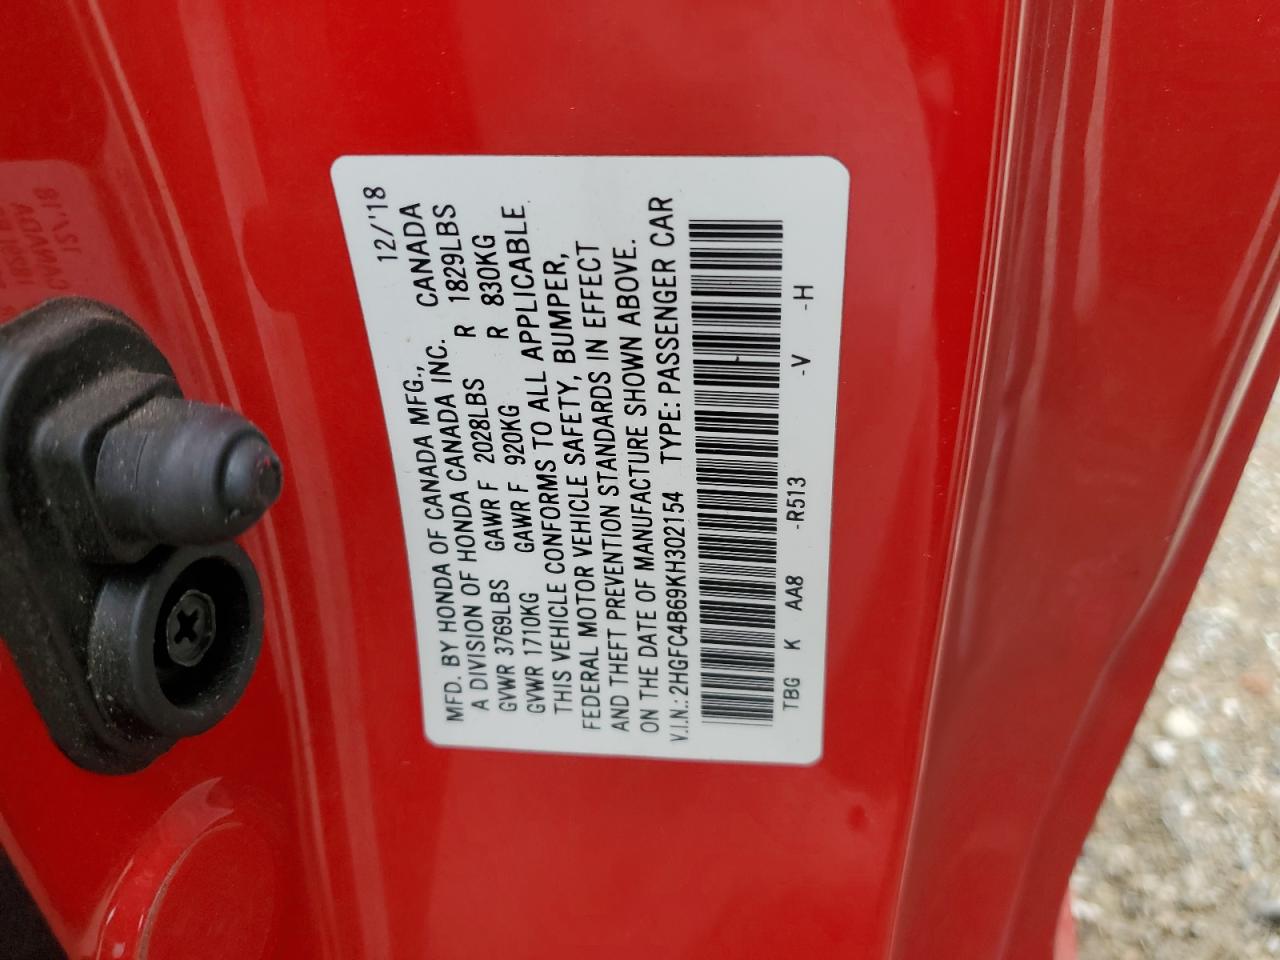 12/'18
MFD. BY HONDA OF CANADA MFG., CANADA
A DIVISION OF HONDA CANADA INC.
GVWR 3769LBS GAWR F 2028LBS R 1829LBS
GVWR 1710KG GAWR F 920KG R 830KG
THIS VEHICLE CONFORMS TO ALL APPLICABLE
FEDERAL MOTOR VEHICLE SAFETY, BUMPER,
AND THEFT PREVENTION STANDARDS IN EFFECT
ON THE DATE OF MANUFACTURE SHOWN ABOVE.
V.I.N.: 2HGFC4B69KH302154 TYPE: PASSENGER CAR
TBG K AA8 -R513 -V -H